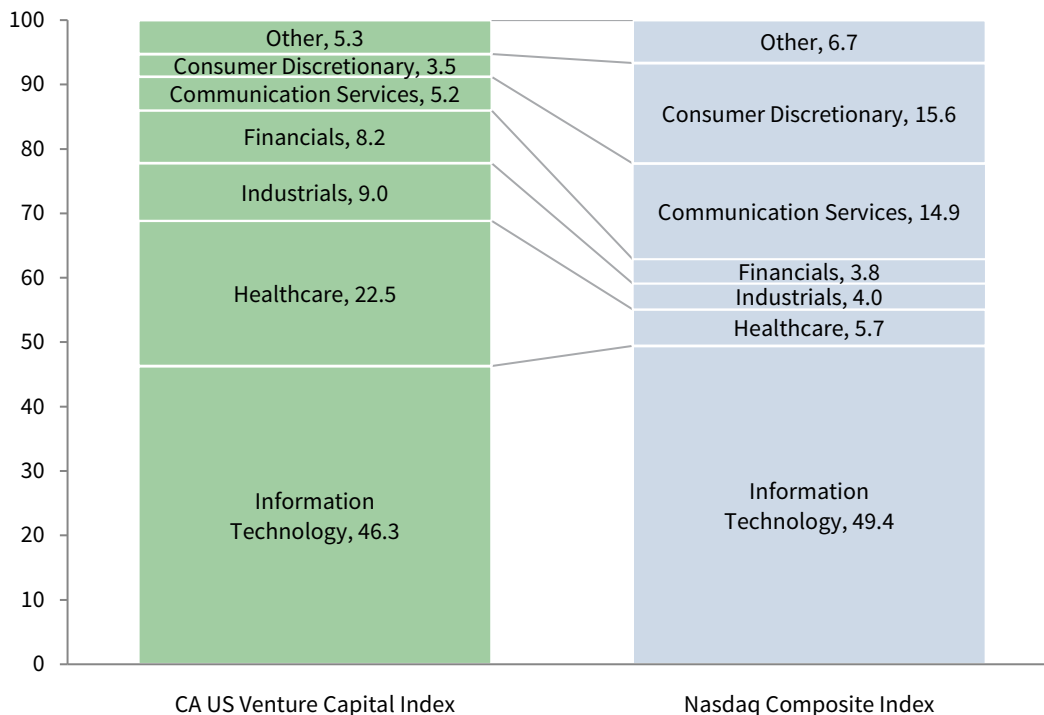 100
90
80
70
60
50
40
30
20
10
0
Other, 5.3
Consumer Discretionary, 3.5
Communication Services, 5.2
Financials, 8.2
Industrials, 9.0
Healthcare, 22.5
Information
Technology, 46.3
Other, 6.7
Consumer Discretionary, 15.6
Communication Services, 14.9
Financials, 3.8
Industrials, 4.0
Healthcare, 5.7
Information
Technology, 49.4
CA US Venture Capital Index
Nasdaq Composite Index